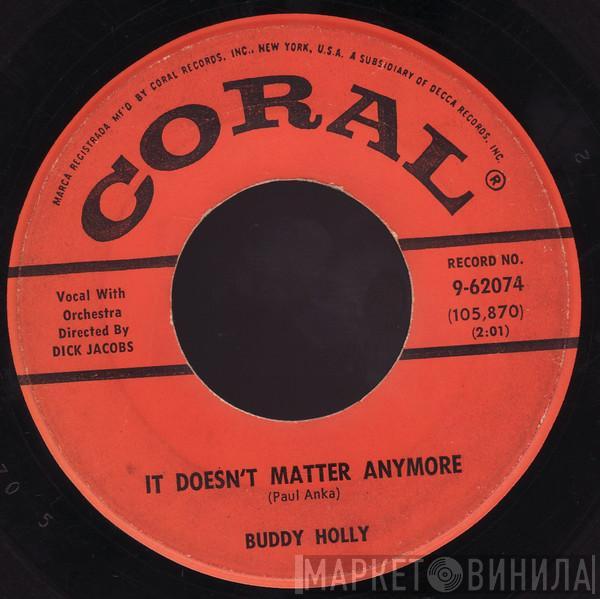 MARCA REGISTRADA MF'D BY CORAL RECORDS, INC., NEW YORK, U.S.A. A SUBSIDIARY OF DECCA RECORDS, INC.
CORAL®
Vocal With
Orchestra
Directed By
DICK JACOBS
RECORD NO.
9-62074
(105,870)
(2:01)
IT DOESN'T MATTER ANYMORE
(Paul Anka)
BUDDY HOLLY
МАРКЕТ ВИНИЛА